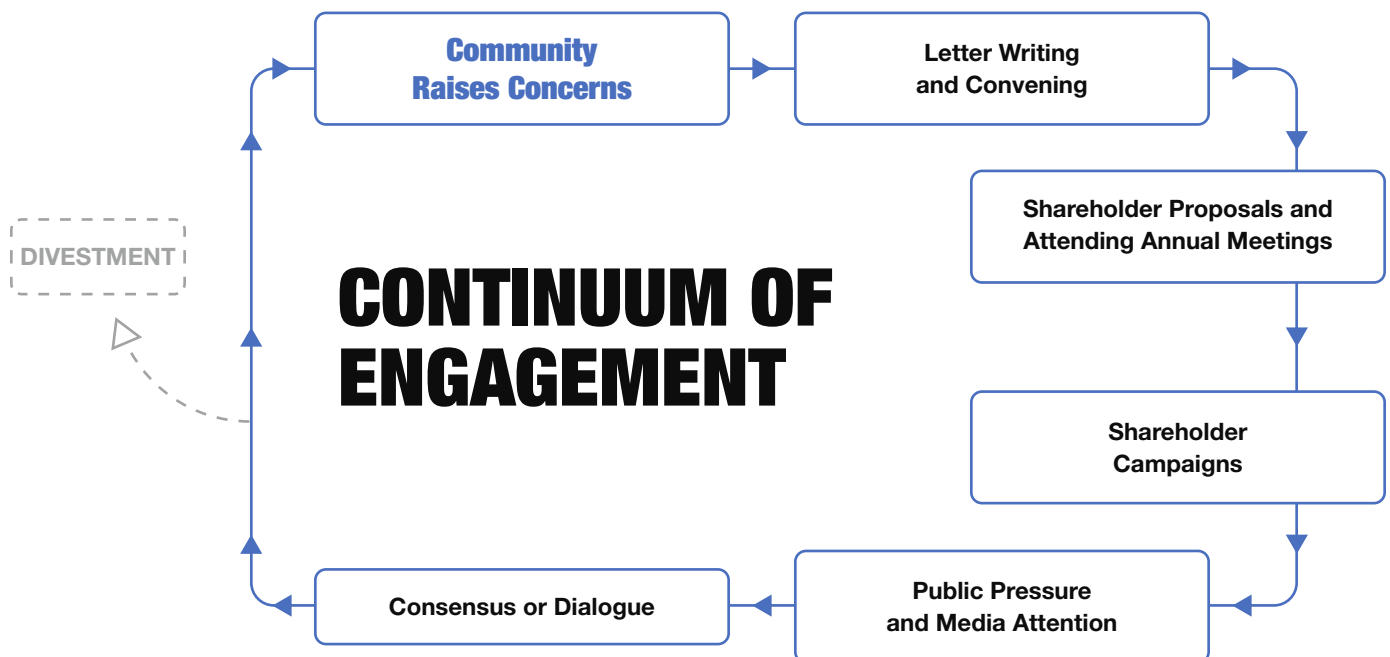 Community
Raises Concerns
Letter Writing
and Convening
Shareholder Proposals and
Attending Annual Meetings
DIVESTMENT
CONTINUUM OF
ENGAGEMENT
Shareholder
Campaigns
Public Pressure
and Media Attention
Consensus or Dialogue